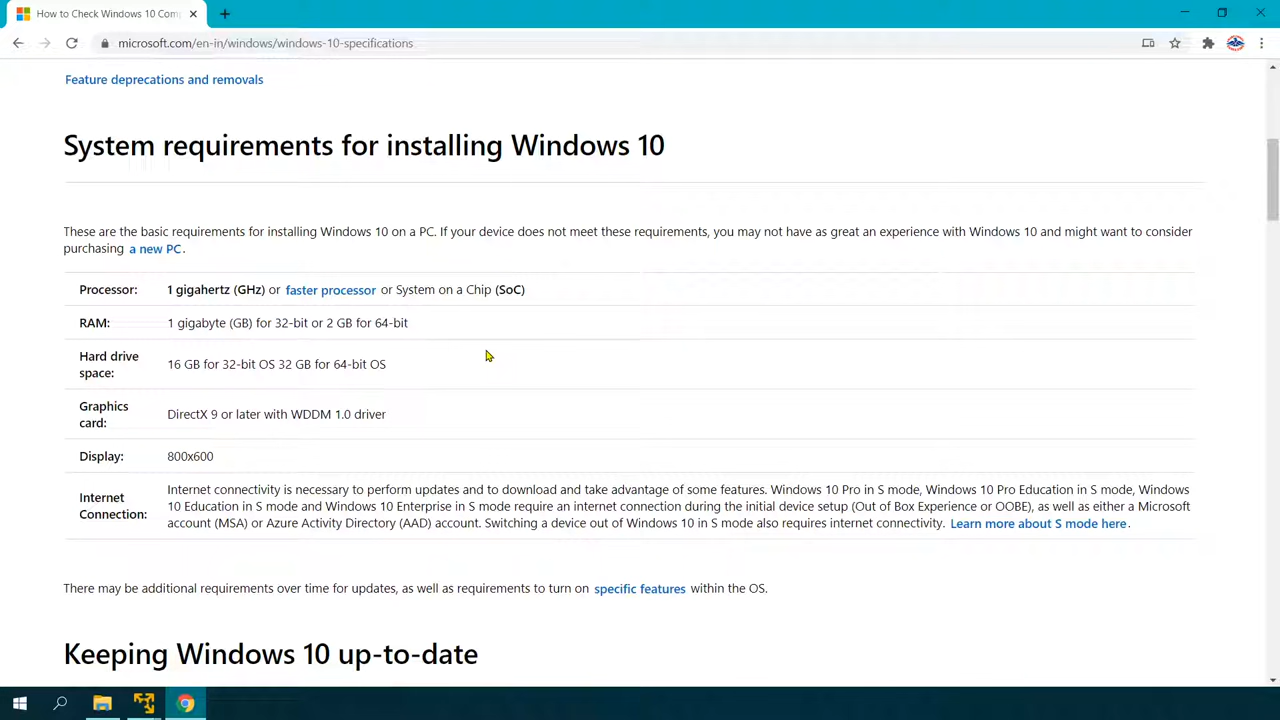 How to Check Windows 10 Com
microsoft.com/en-in/windows/windows-10-specifications
Feature deprecations and removals
System requirements for installing Windows 10
These are the basic requirements for installing Windows 10 on a PC. If your device does not meet these requirements, you may not have as great an experience with Windows 10 and might want to consider
purchasing a new PC.
Processor: 1 gigahertz (GHz) or faster processor or System on a Chip (SoC)
RAM: 1 gigabyte (GB) for 32-bit or 2 GB for 64-bit
Hard drive
space:
16 GB for 32-bit OS 32 GB for 64-bit OS
Graphics
card:
DirectX 9 or later with WDDM 1.0 driver
Display: 800x600
Internet
Connection:
Internet connectivity is necessary to perform updates and to download and take advantage of some features. Windows 10 Pro in S mode, Windows 10 Pro Education in S mode, Windows
10 Education in S mode and Windows 10 Enterprise in S mode require an internet connection during the initial device setup (Out of Box Experience or OOBE), as well as either a Microsoft
account (MSA) or Azure Activity Directory (AAD) account. Switching a device out of Windows 10 in S mode also requires internet connectivity. Learn more about S mode here.
There may be additional requirements over time for updates, as well as requirements to turn on specific features within the OS.
Keeping Windows 10 up-to-date